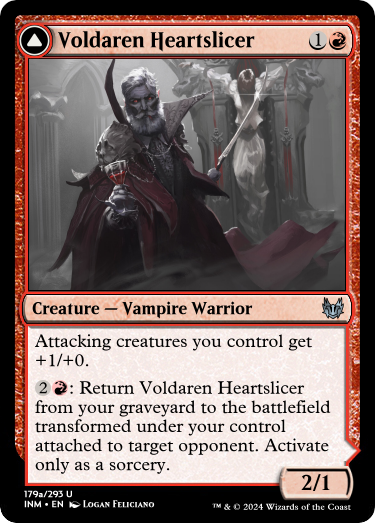 Voldaren Heartslicer 1
Creature — Vampire Warrior
Attacking creatures you control get
+1/+0.
2 : Return Voldaren Heartslicer
from your graveyard to the battlefield
transformed under your control
attached to target opponent. Activate
only as a sorcery.
2/1
179a/293 U
INM • EN Logan Feliciano
™ & © 2024 Wizards of the Coast